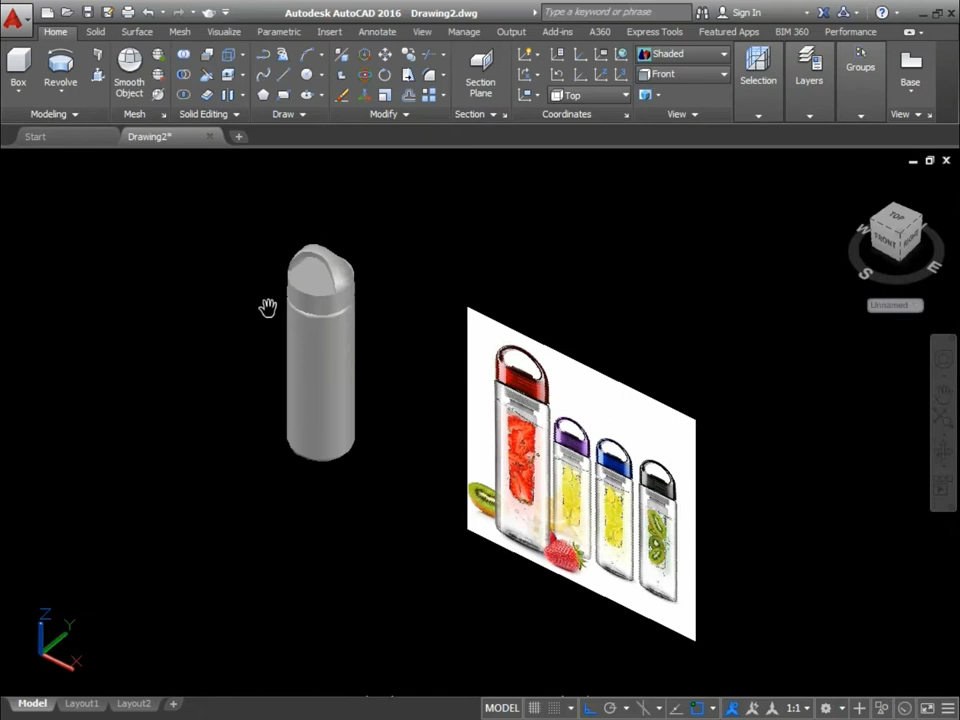 Autodesk AutoCAD 2016 Drawing2.dwg
Type a keyword or phrase
Sign In
Home Solid Surface Mesh Visualize Parametric Insert Annotate View Manage Output Add-ins A360 Express Tools Featured Apps BIM 360 Performance
Box
Revolve
Smooth Object
Section Plane
Shaded
Front
Top
Selection
Layers
Groups
Base
Modeling Mesh Solid Editing Draw Modify Section Coordinates View View
Start Drawing2*
TOP
FRONT
RIGHT
W
S
E
Unnamed
Z
Y
X
Model Layout1 Layout2
MODEL
1:1